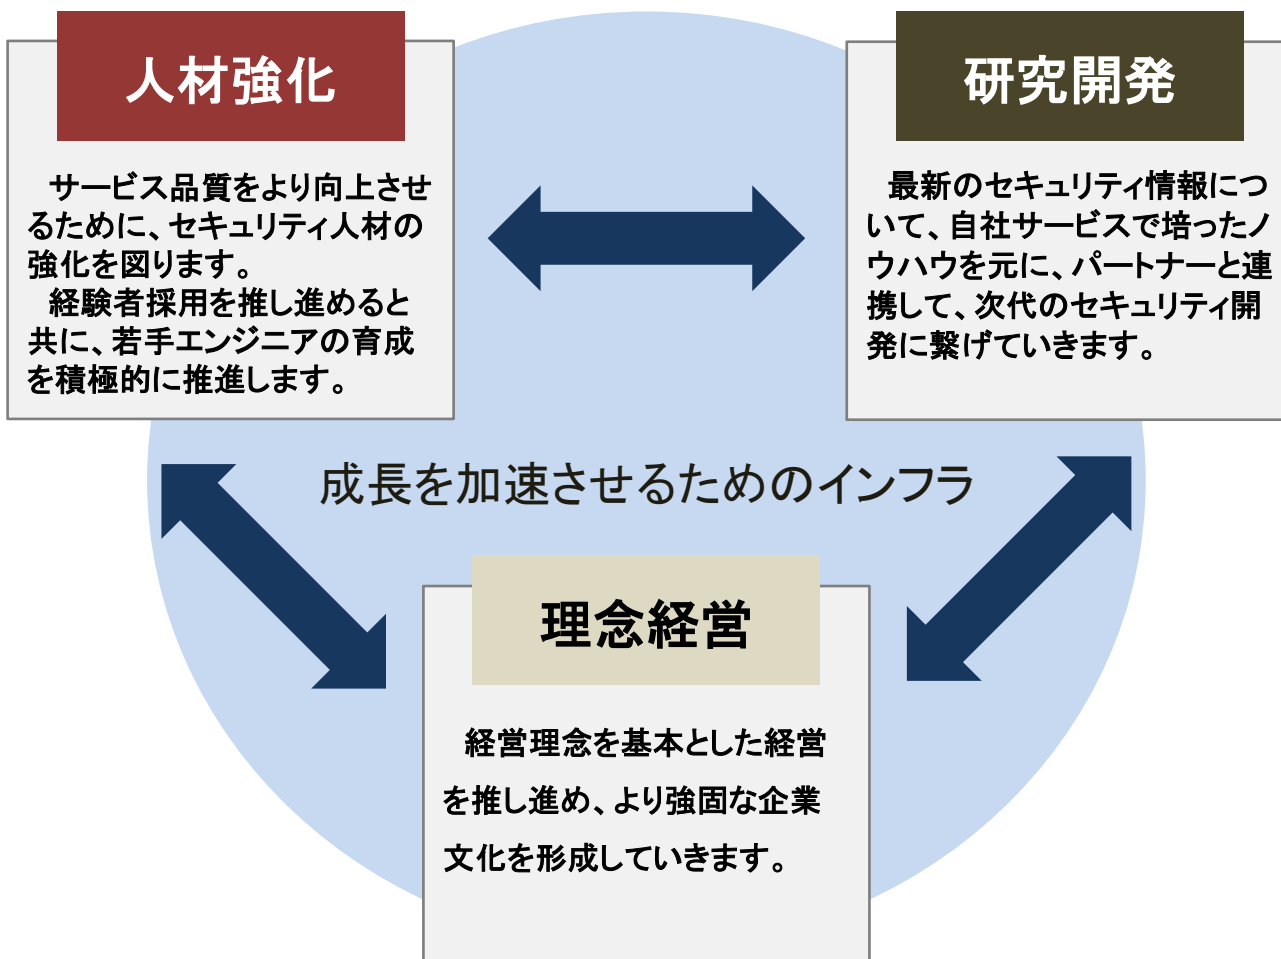 人材強化
サービス品質をより向上させ
るために、セキュリティ人材の
強化を図ります。
経験者採用を推し進めると
共に、若手エンジニアの育成
を積極的に推進します。
研究開発
最新のセキュリティ情報につ
いて、自社サービスで培ったノ
ウハウを元に、パートナーと連
携して、次代のセキュリティ開
発に繋げていきます。
成長を加速させるためのインフラ
理念経営
経営理念を基本とした経営
を推し進め、より強固な企業
文化を形成していきます。